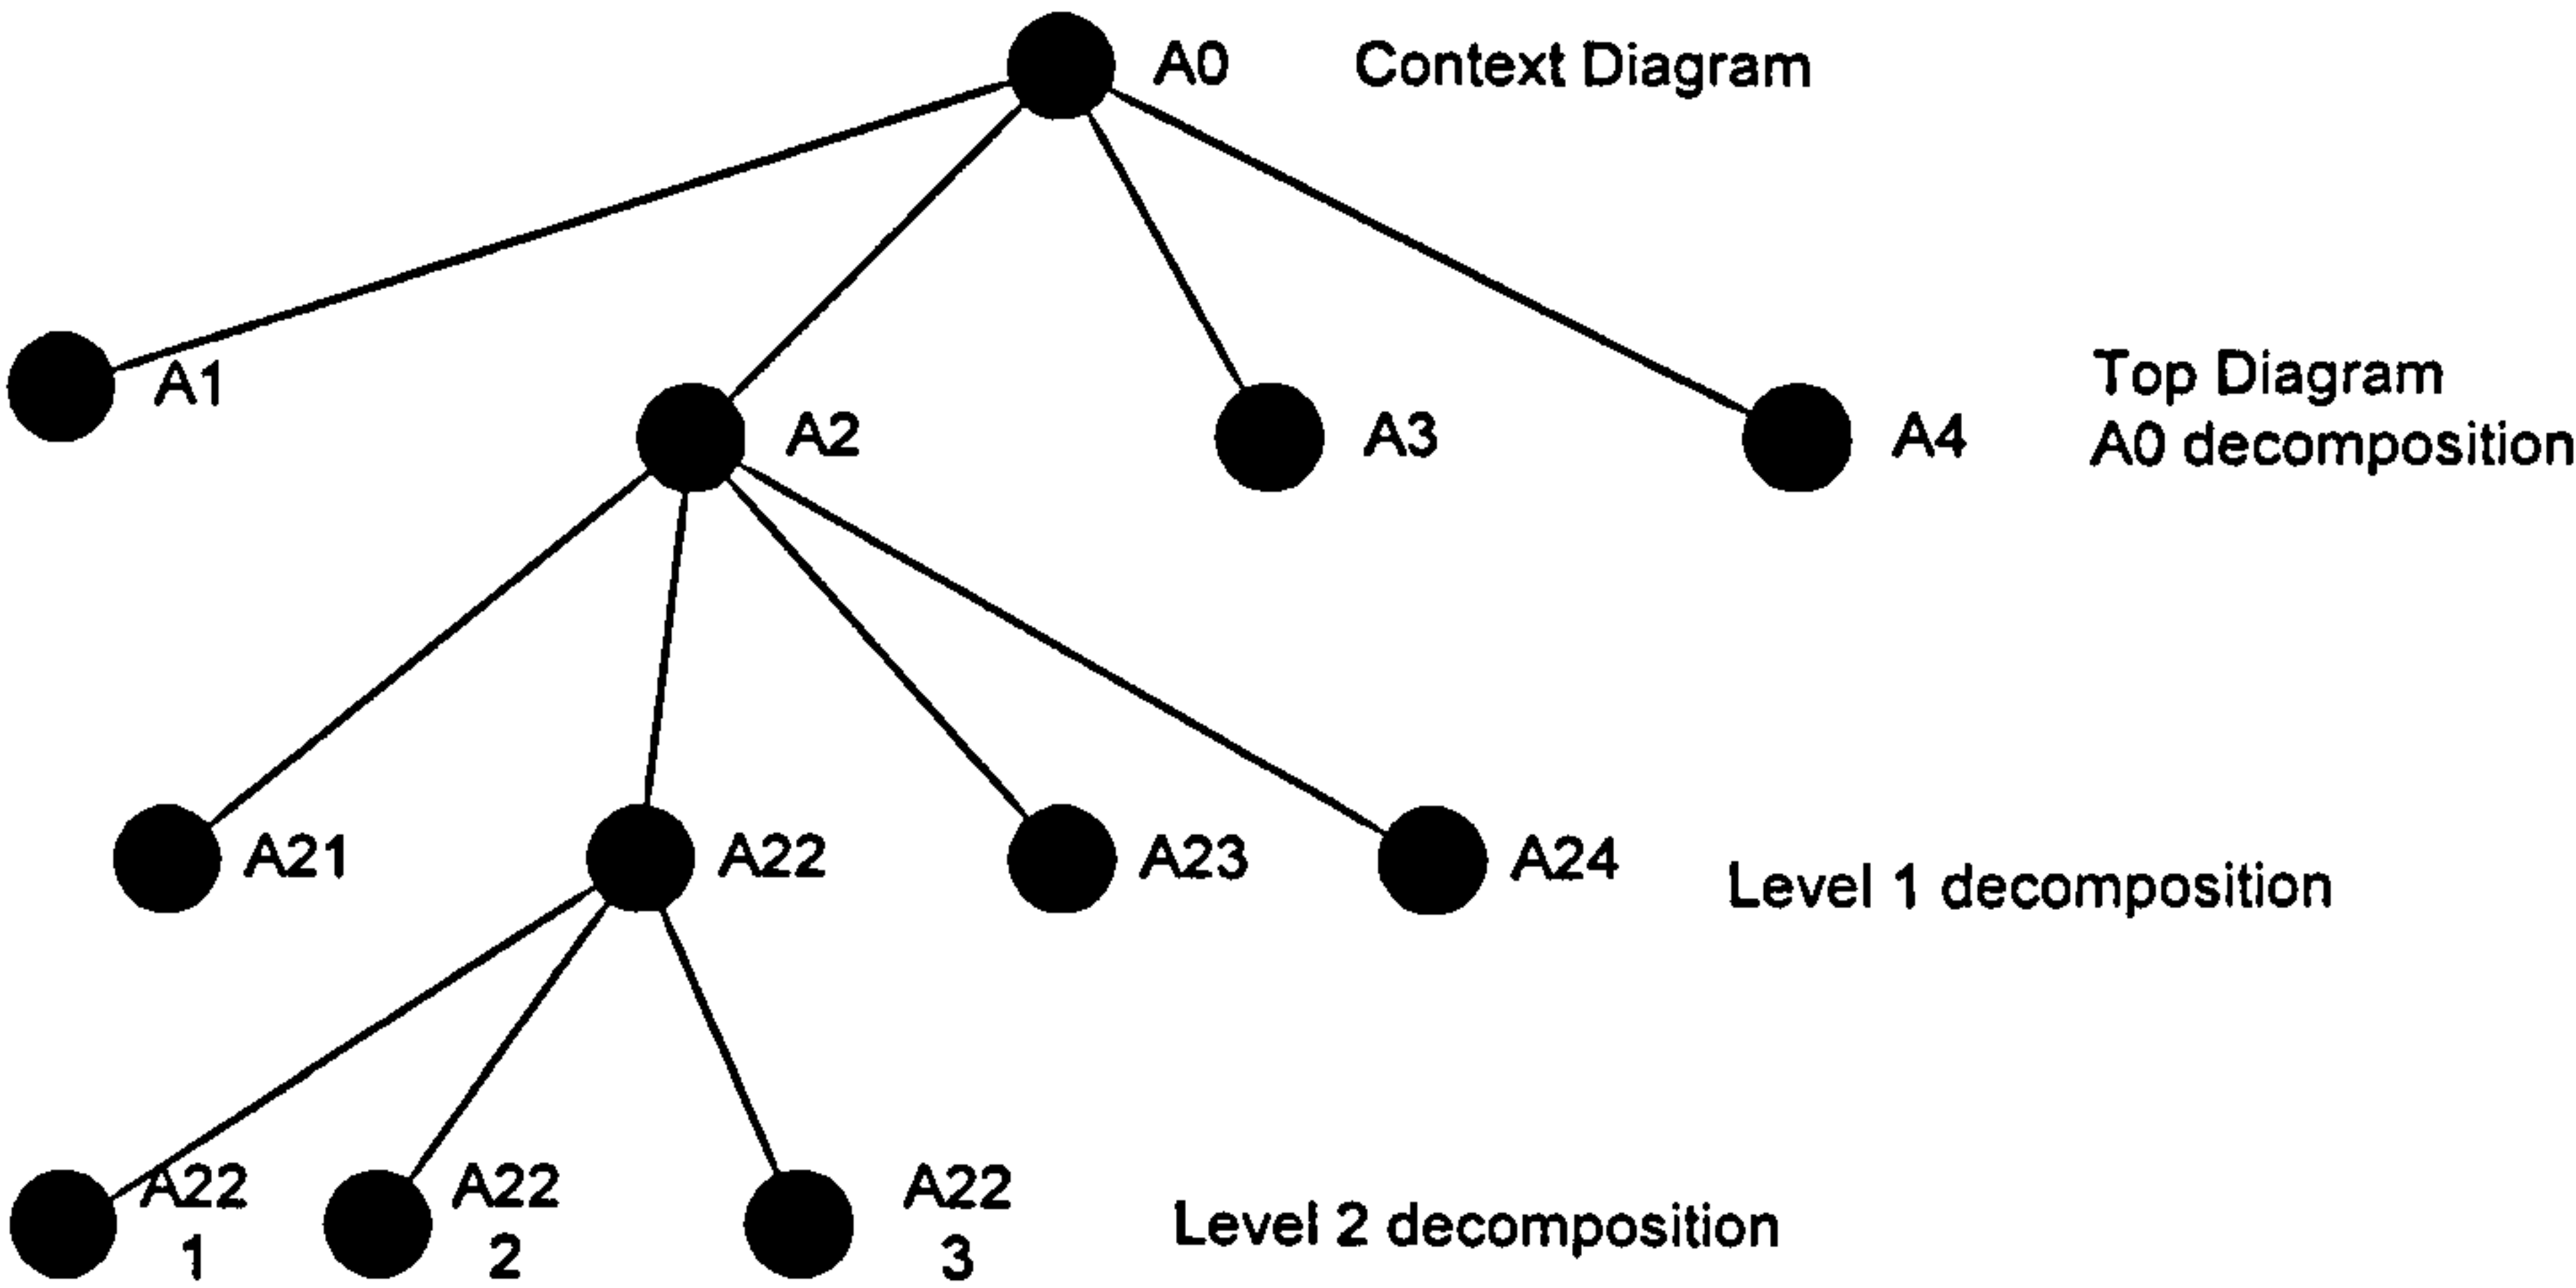 A0 Context Diagram
A1
A2 A3 A4
Top Diagram
A0 decomposition
A21 A22 A23 A24
Level 1 decomposition
A22
1
A22
2
A22
3
Level 2 decomposition